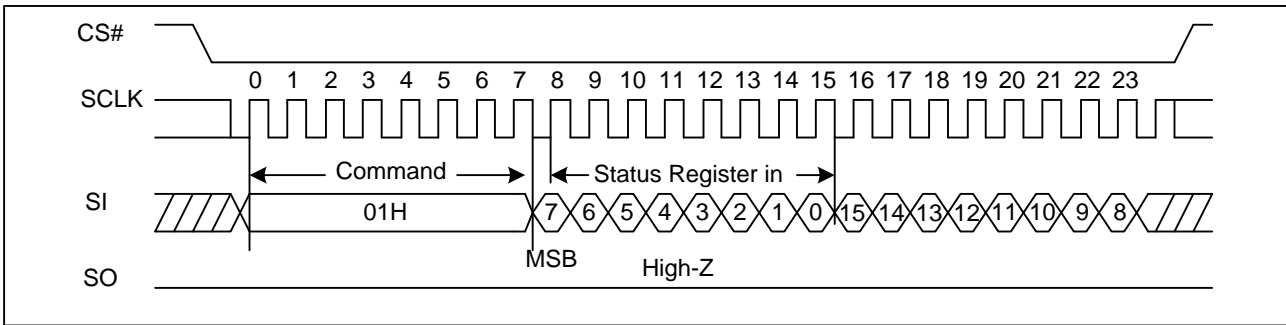 CS#
0 1 2 3 4 5 6 7 8 9 10 11 12 13 14 15 16 17 18 19 20 21 22 23
SCLK
Command Status Register in
SI 01H 7 6 5 4 3 2 1 0 15 14 13 12 11 10 9 8
MSB
SO High-Z